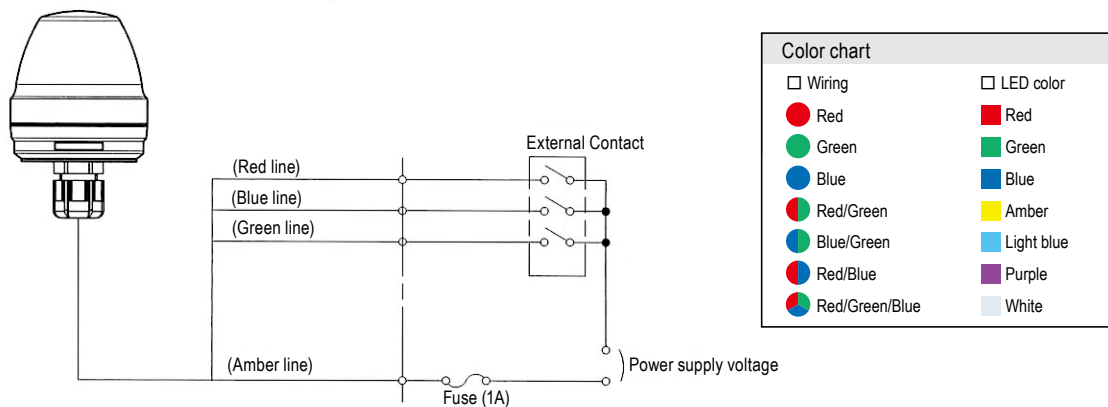 External Contact
(Red line)
(Blue line)
(Green line)
(Amber line)
Fuse (1A)
Power supply voltage
Color chart
Wiring LED color
Red Red
Green Green
Blue Blue
Red/Green Amber
Blue/Green Light blue
Red/Blue Purple
Red/Green/Blue White